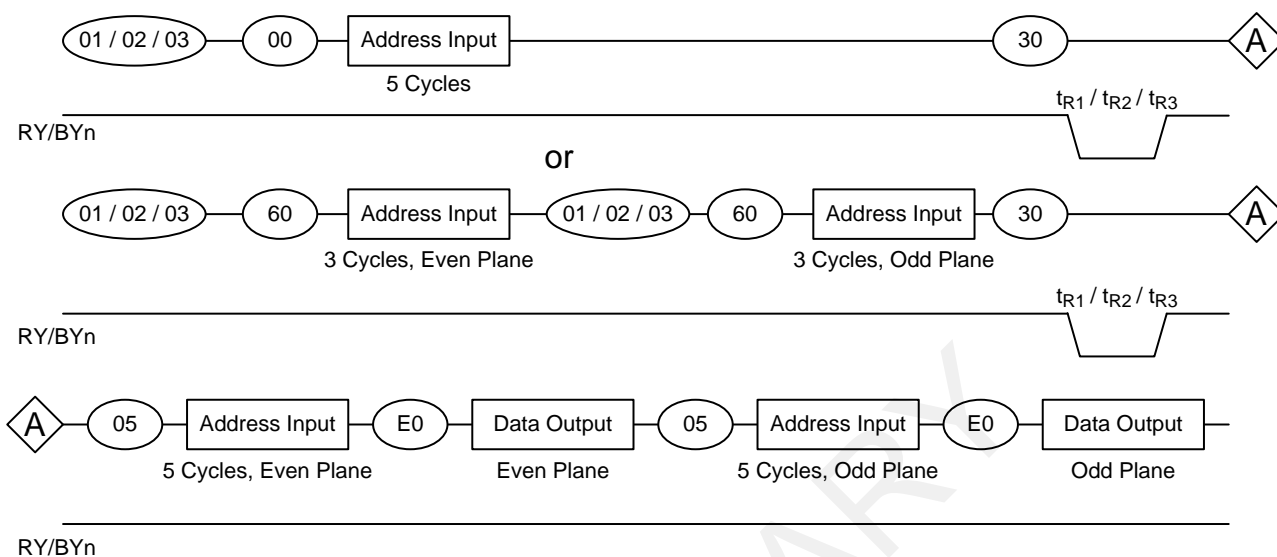 01 / 02 / 03 00 Address Input 30 A
5 Cycles
tR1 / tR2 / tR3
RY/BYn
or
01 / 02 / 03 60 Address Input 01 / 02 / 03 60 Address Input 30 A
3 Cycles, Even Plane 3 Cycles, Odd Plane
tR1 / tR2 / tR3
RY/BYn
A 05 Address Input E0 Data Output 05 Address Input E0 Data Output
5 Cycles, Even Plane Even Plane 5 Cycles, Odd Plane Odd Plane
RY/BYn
ARY